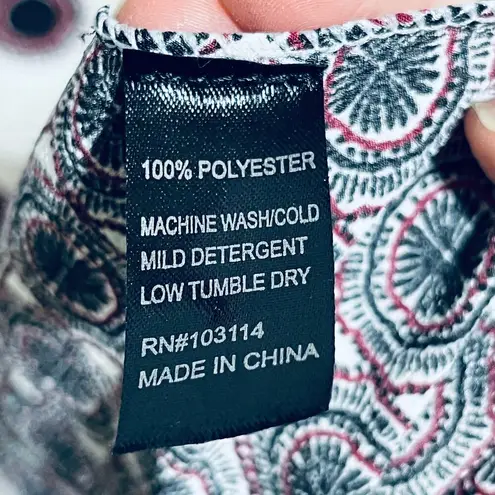 100% POLYESTER
MACHINE WASH/COLD
MILD DETERGENT
LOW TUMBLE DRY
RN#103114
MADE IN CHINA